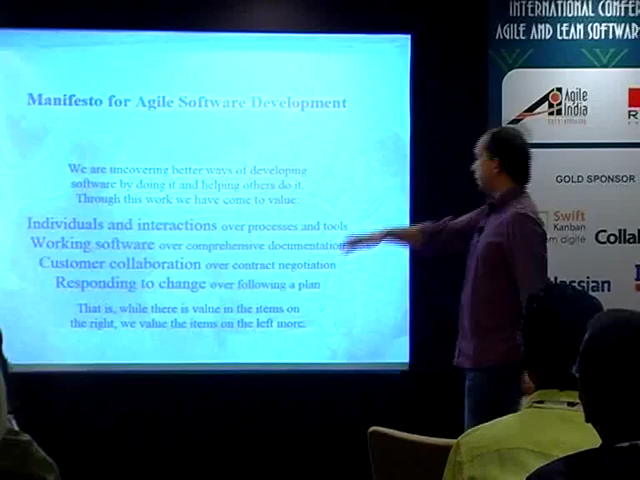 Manifesto for Agile Software Development
We are uncovering better ways of developing
software by doing it and helping others do it.
Through this work we have come to value:
Individuals and interactions over processes and tools
Working software over comprehensive documentation
Customer collaboration over contract negotiation
Responding to change over following a plan
That is, while there is value in the items on
the right, we value the items on the left more.
INTERNATIONAL CONFE
AGILE AND LEAN SOFTWAR
Agile
India
R
GOLD SPONSOR
Swift
Kanban
digite
Colla
lassian